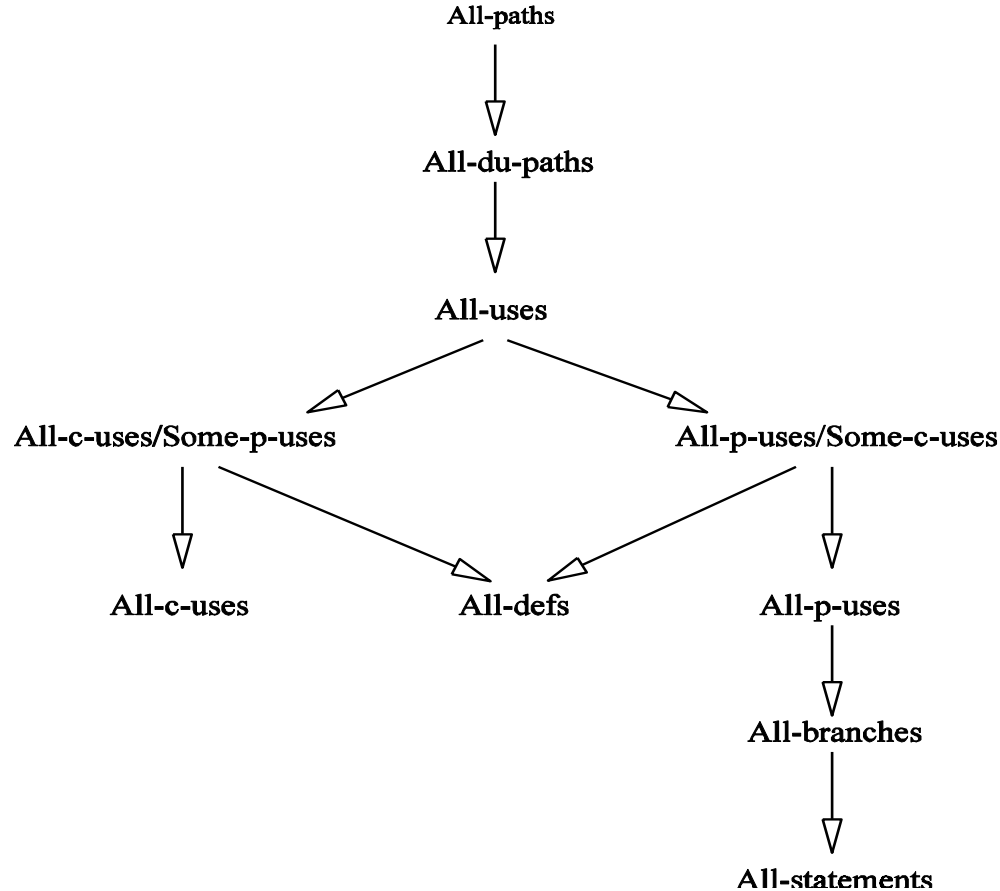 All-paths
All-du-paths
All-uses
All-c-uses/Some-p-uses
All-p-uses/Some-c-uses
All-c-uses
All-defs
All-p-uses
All-branches
All-statements